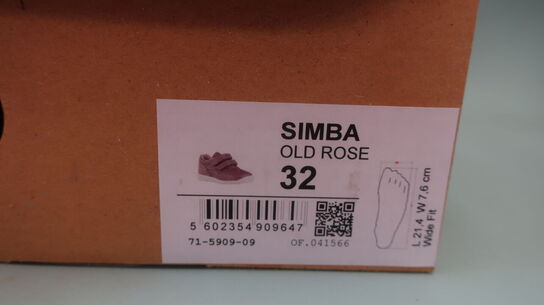 SIMBA
OLD ROSE
32
5 602354 909647
71-5909-09
OF.041566
L 21,4 W 7,6 cm
Wide Fit